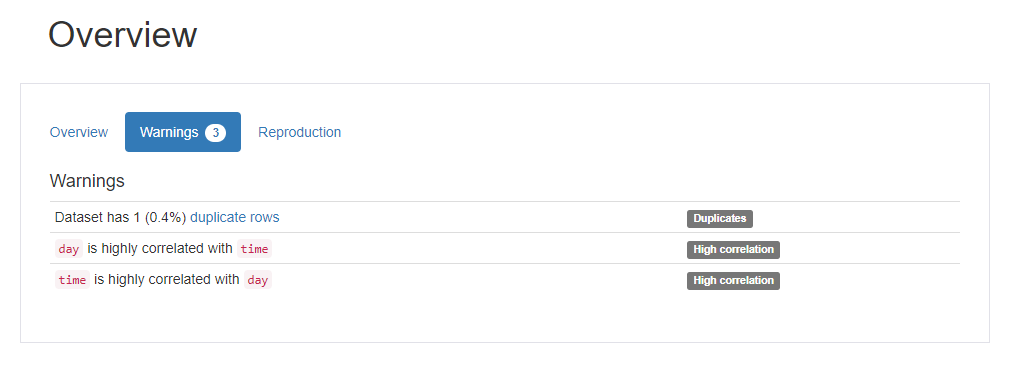 Overview
Overview Warnings 3 Reproduction
Warnings
Dataset has 1 (0.4%) duplicate rows Duplicates
day is highly correlated with time High correlation
time is highly correlated with day High correlation